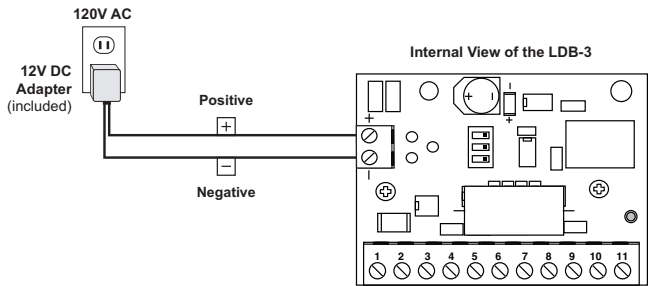 120V AC
12V DC
Adapter
(included)
Positive
+
−
Negative
Internal View of the LDB-3
+
−
+ −
−
+
1 2 3 4 5 6 7 8 9 10 11